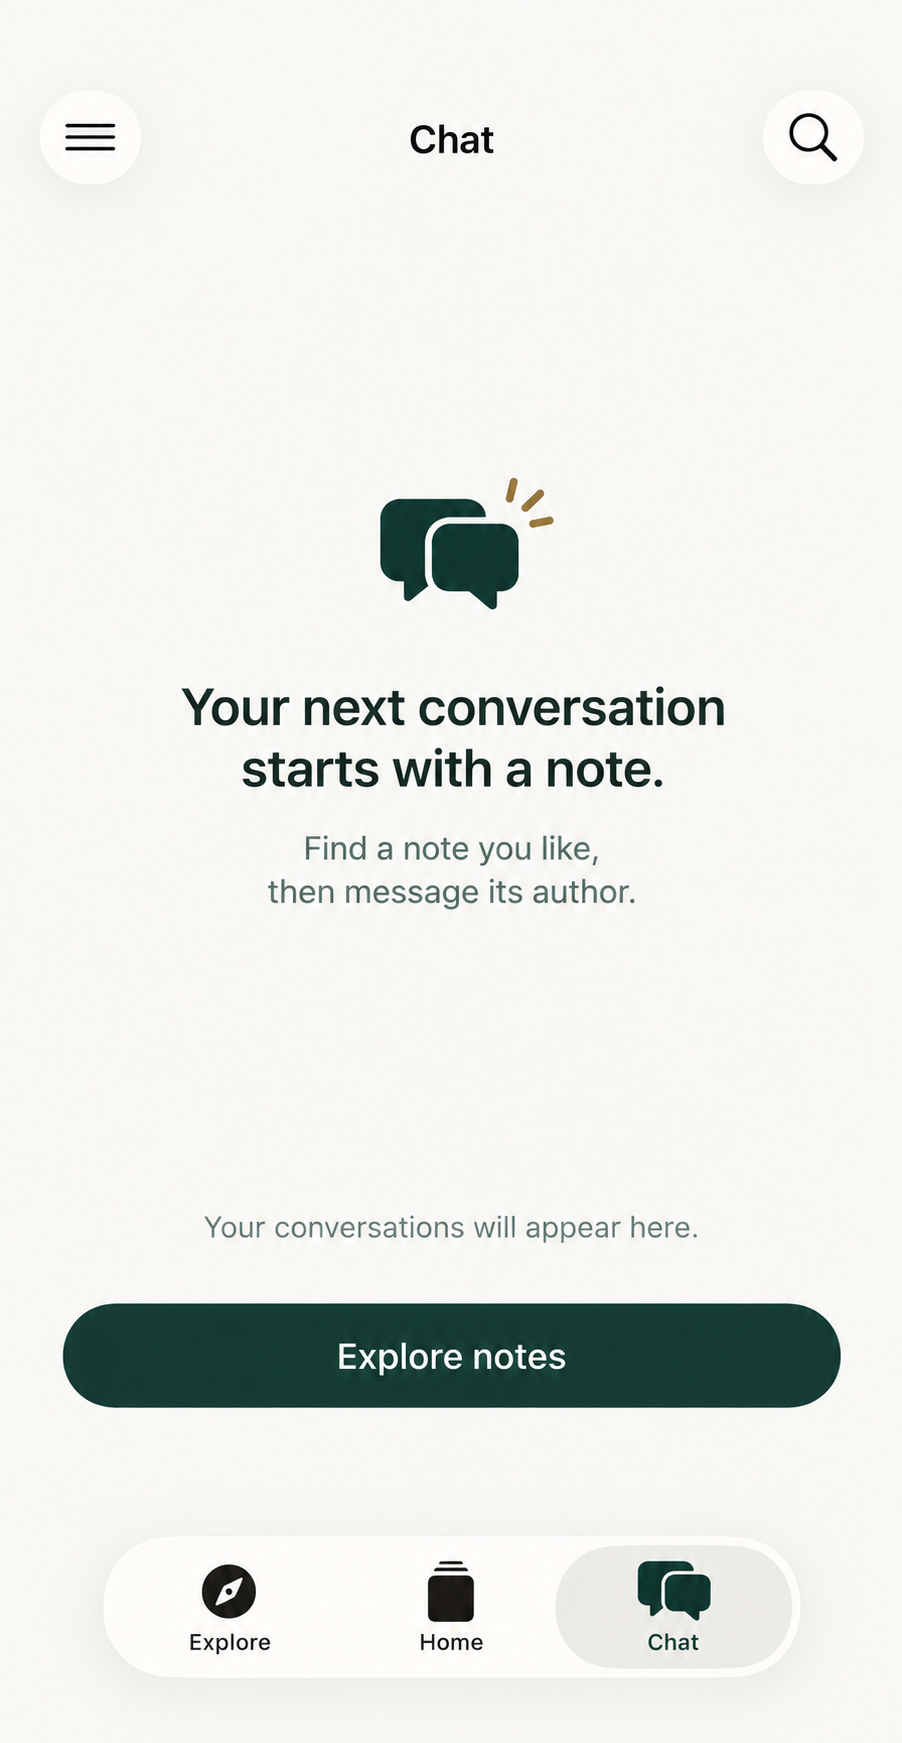 Chat
Your next conversation
starts with a note.
Find a note you like,
then message its author.
Your conversations will appear here.
Explore notes
Explore
Home
Chat